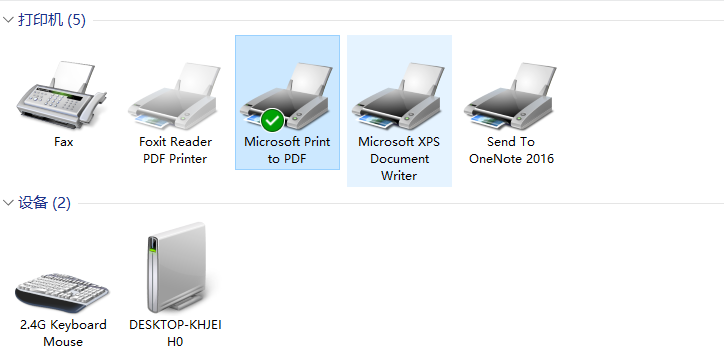 打印机 (5)
Fax
Foxit Reader
PDF Printer
Microsoft Print
to PDF
Microsoft XPS
Document
Writer
Send To
OneNote 2016
设备 (2)
2.4G Keyboard
Mouse
DESKTOP-KHJEI
H0